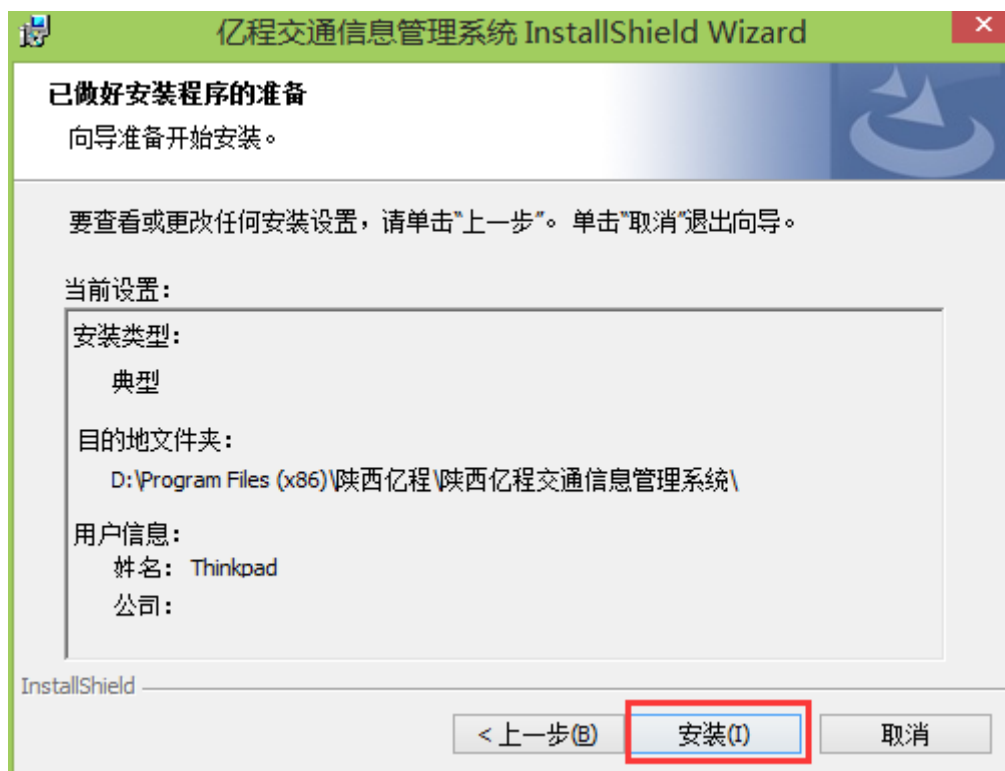 亿程交通信息管理系统 InstallShield Wizard
已做好安装程序的准备
向导准备开始安装。
要查看或更改任何安装设置，请单击“上一步”。单击“取消”退出向导。
当前设置：
安装类型：
典型
目的地文件夹：
D:\Program Files (x86)\陕西亿程\陕西亿程交通信息管理系统\
用户信息：
姓名： Thinkpad
公司：
InstallShield
< 上一步(B) 安装(I) 取消